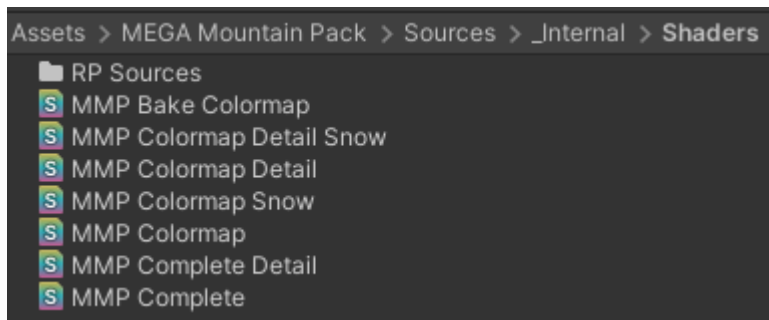 Assets > MEGA Mountain Pack > Sources > _Internal > Shaders
RP Sources
MMP Bake Colormap
MMP Colormap Detail Snow
MMP Colormap Detail
MMP Colormap Snow
MMP Colormap
MMP Complete Detail
MMP Complete